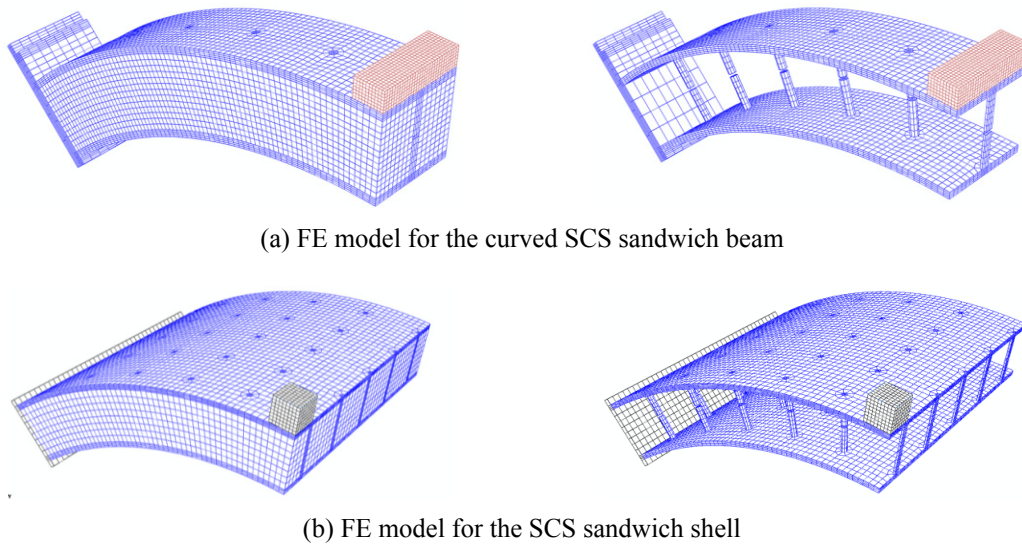 (a) FE model for the curved SCS sandwich beam
(b) FE model for the SCS sandwich shell